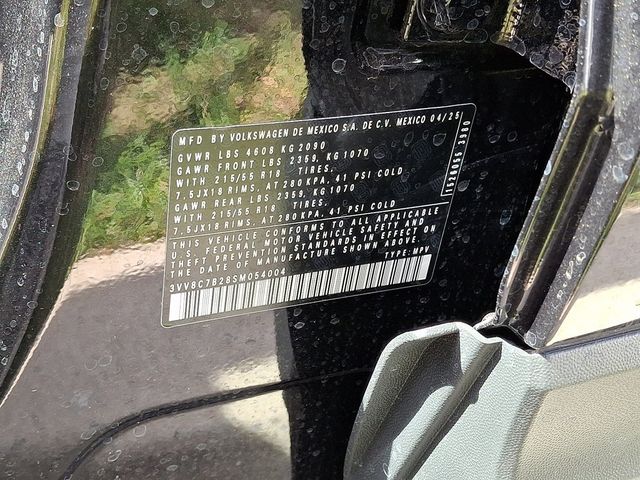 MFD BY VOLKSWAGEN DE MEXICO S.A. DE C.V. MEXICO 04/25
GVWR LBS 4608 KG 2090
GAWR FRONT LBS 2359, KG 1070
WITH 215/55 R18 TIRES,
7.5JX18 RIMS, AT 280 KPA, 41 PSI COLD
GAWR REAR LBS 2359, KG 1070
WITH 215/55 R18 TIRES,
7.5JX18 RIMS, AT 280 KPA, 41 PSI COLD
THIS VEHICLE CONFORMS TO ALL APPLICABLE
U.S. FEDERAL MOTOR VEHICLE SAFETY AND
THEFT PREVENTION STANDARDS IN EFFECT ON
THE DATE OF MANUFACTURE SHOWN ABOVE.
3VV8C7B28SM054004 TYPE: MPV